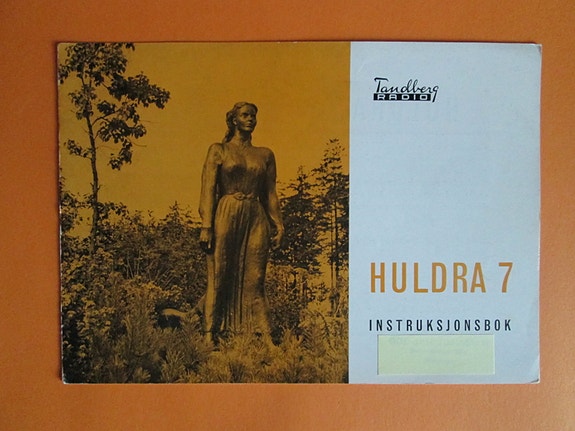 Tandberg
RADIO
HULDRA 7
INSTRUKSJONSBOK